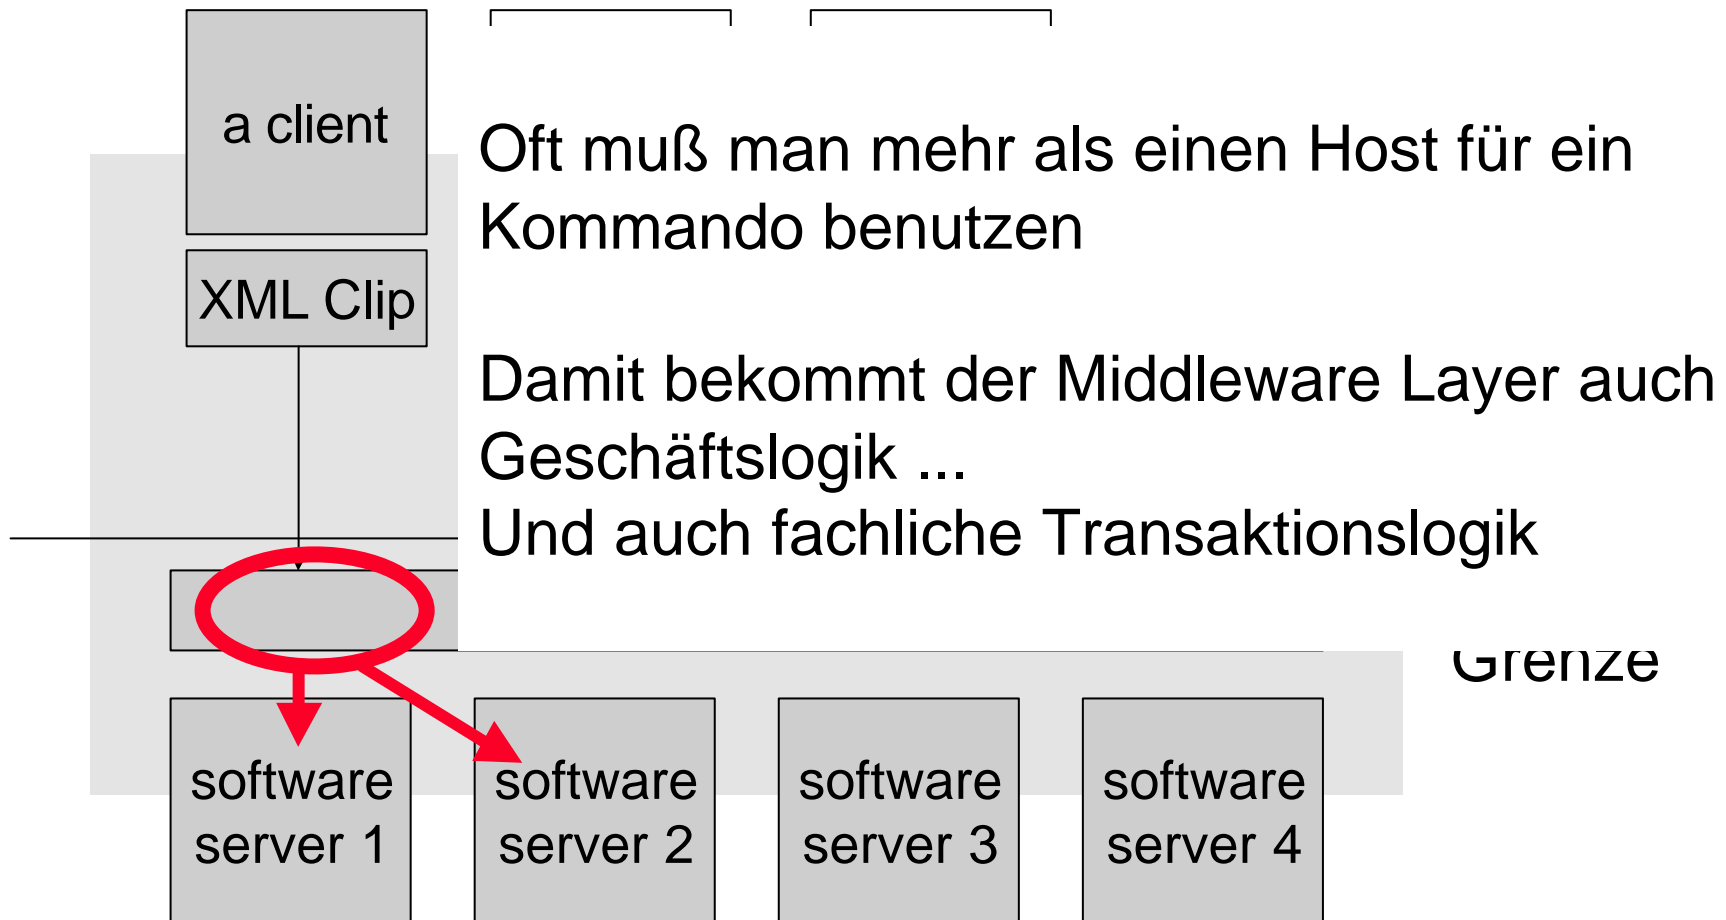 a client
Oft muß man mehr als einen Host für ein
Kommando benutzen
XML Clip
Damit bekommt der Middleware Layer auch
Geschäftslogik ...
Und auch fachliche Transaktionslogik
Grenze
software
server 1
software
server 2
software
server 3
software
server 4